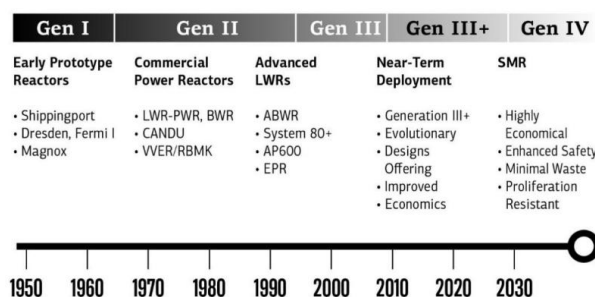 Gen I
Gen II
Gen III
Gen III+
Gen IV
Early Prototype
Reactors
• Shippingport
• Dresden, Fermi I
• Magnox
Commercial
Power Reactors
• LWR-PWR, BWR
• CANDU
• VVER/RBMK
Advanced
LWRs
• ABWR
• System 80+
• AP600
• EPR
Near-Term
Deployment
• Generation III+
• Evolutionary
• Designs
Offering
• Improved
• Economics
SMR
• Highly
Economical
• Enhanced Safety
• Minimal Waste
• Proliferation
Resistant
1950 1960 1970 1980 1990 2000 2010 2020 2030